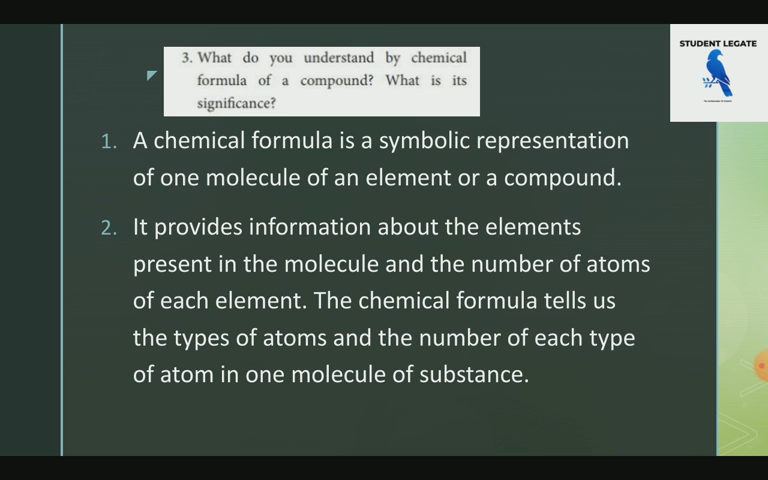 STUDENT LEGATE
3. What do you understand by chemical
formula of a compound? What is its
significance?
1. A chemical formula is a symbolic representation
of one molecule of an element or a compound.
2. It provides information about the elements
present in the molecule and the number of atoms
of each element. The chemical formula tells us
the types of atoms and the number of each type
of atom in one molecule of substance.